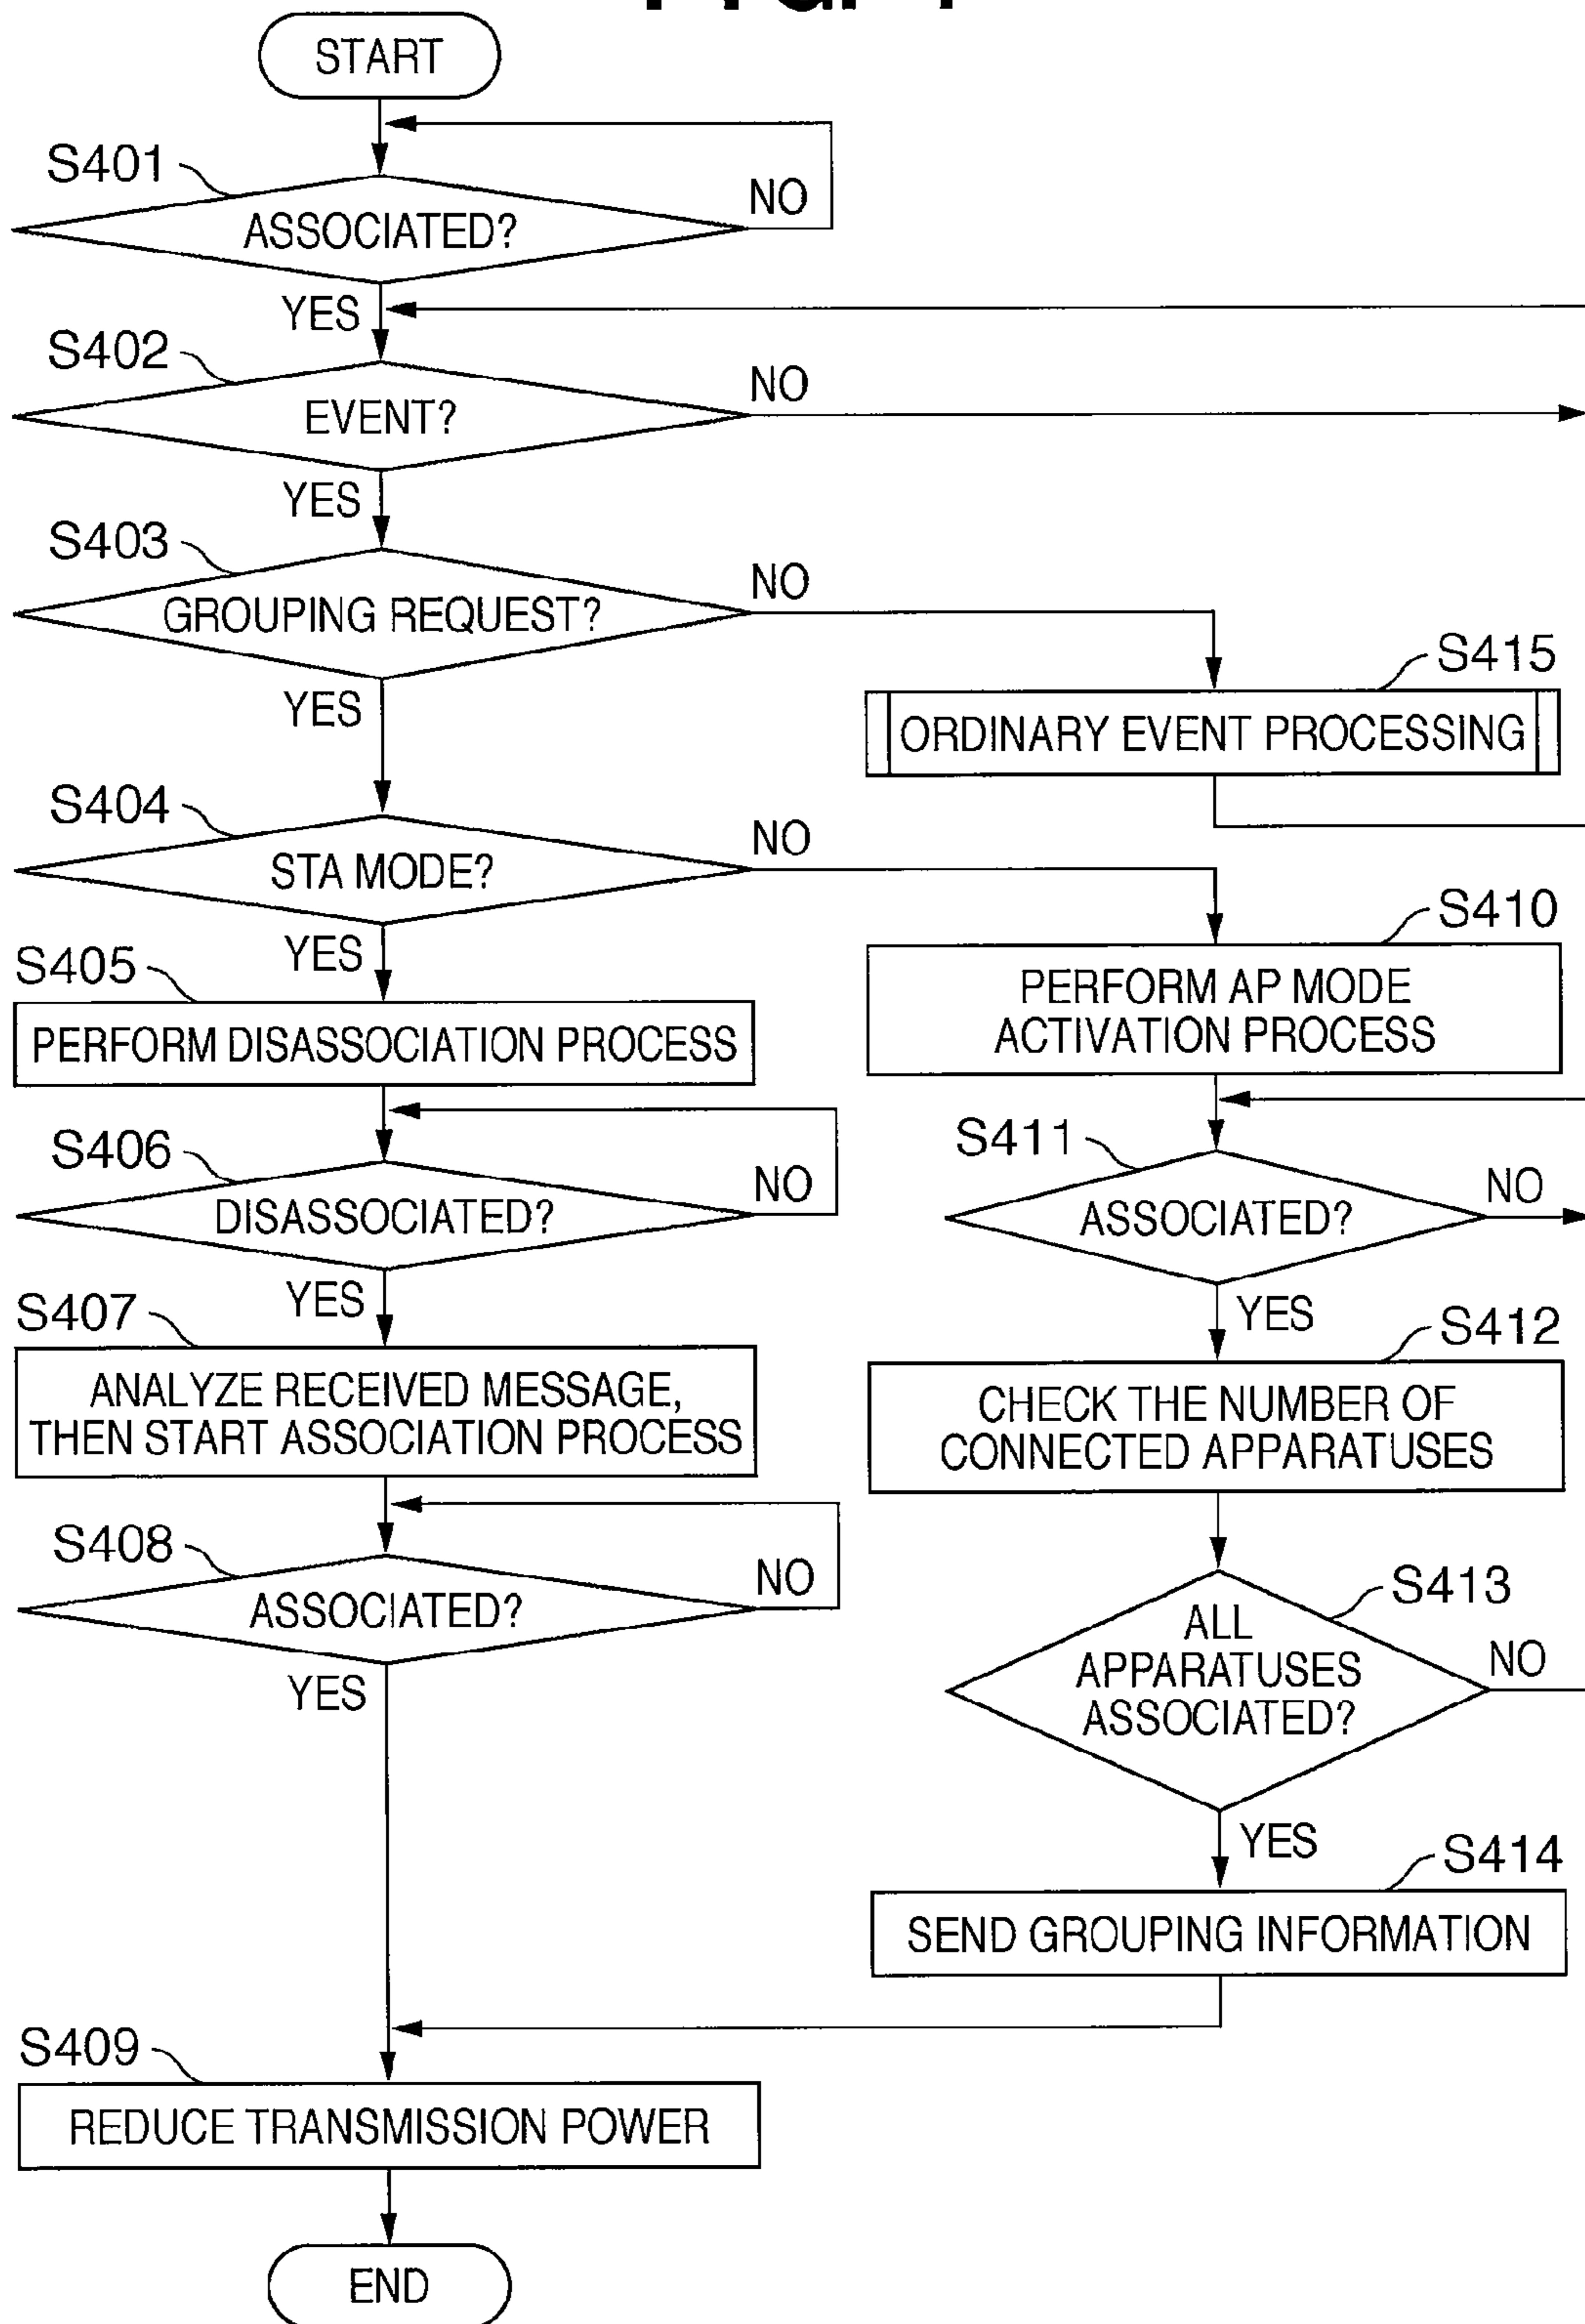 START
S401
ASSOCIATED?
NO
YES
S402
EVENT?
NO
YES
S403
GROUPING REQUEST?
NO
YES
S415
ORDINARY EVENT PROCESSING
S404
STA MODE?
NO
YES
S410
PERFORM AP MODE
ACTIVATION PROCESS
S405
PERFORM DISASSOCIATION PROCESS
S406
DISASSOCIATED?
NO
YES
S411
ASSOCIATED?
NO
YES
S407
ANALYZE RECEIVED MESSAGE,
THEN START ASSOCIATION PROCESS
S412
CHECK THE NUMBER OF
CONNECTED APPARATUSES
S408
ASSOCIATED?
NO
YES
S413
ALL
APPARATUSES
ASSOCIATED?
NO
YES
S414
SEND GROUPING INFORMATION
S409
REDUCE TRANSMISSION POWER
END